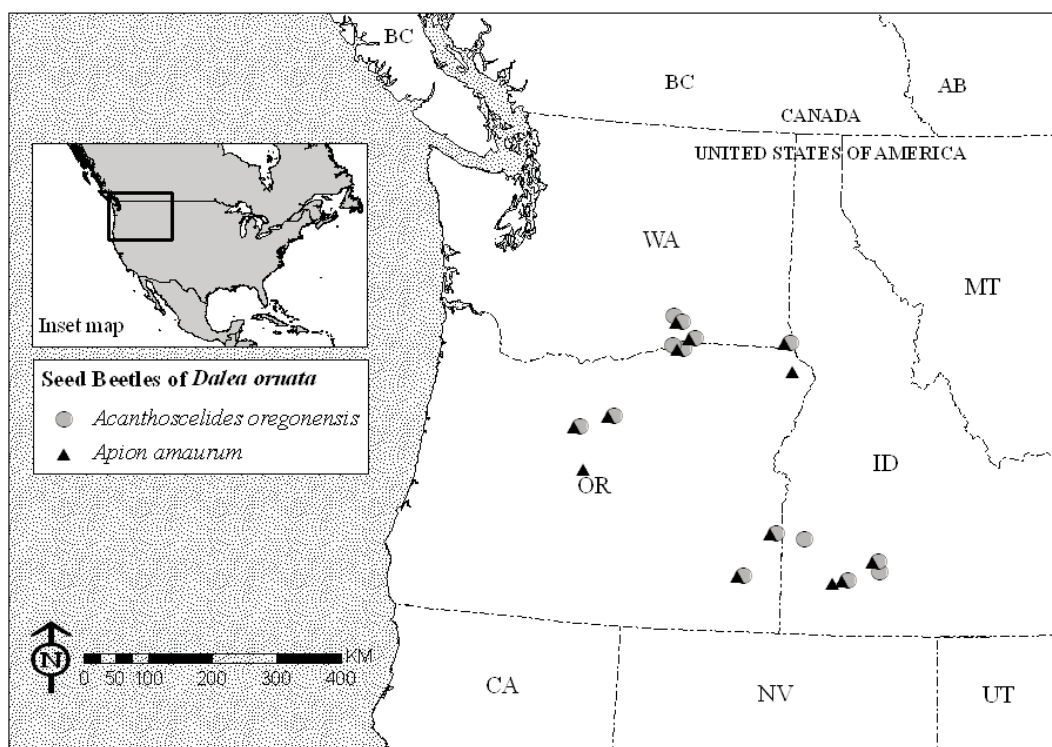 BC
BC
AB
CANADA
UNITED STATES OF AMERICA
WA
MT
Inset map
Seed Beetles of Dalea ornata
Acanthoscelides oregonensis
Apion amaurum
ID
OR
N
KM
0 50 100 200 300 400
CA
NV
UT